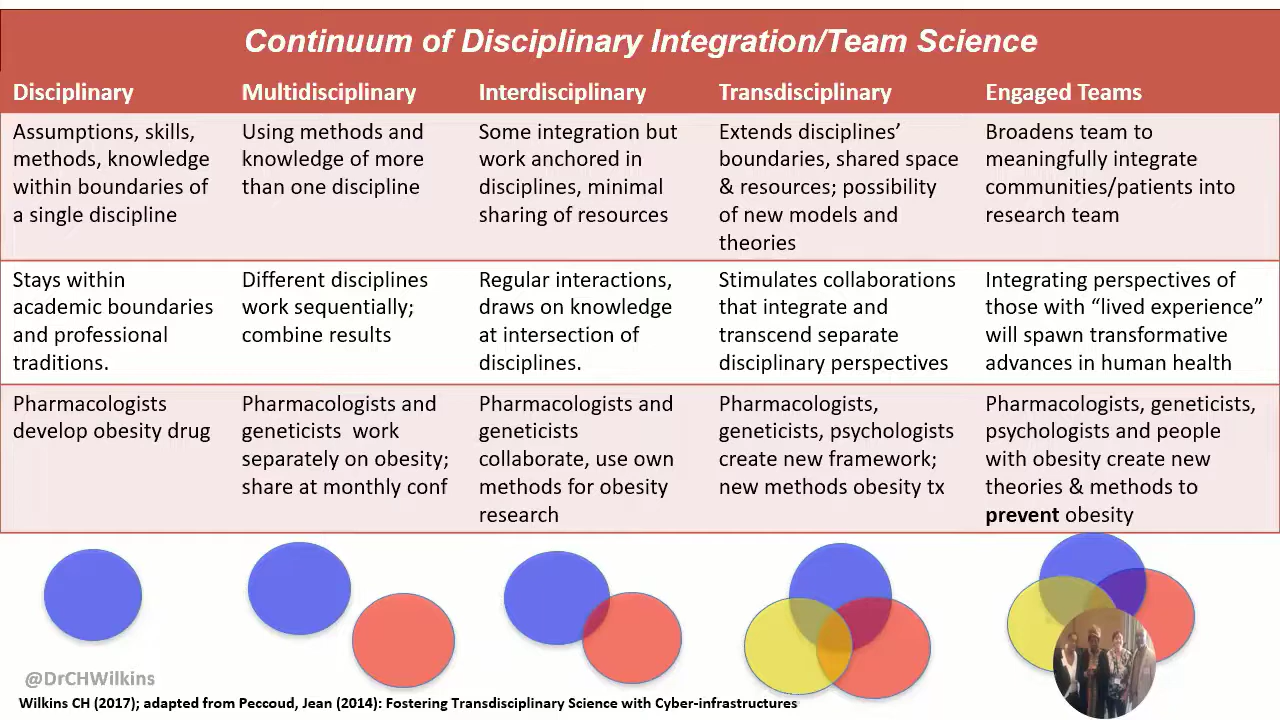 Continuum of Disciplinary Integration/Team Science
Disciplinary
Multidisciplinary
Interdisciplinary
Transdisciplinary
Engaged Teams
Assumptions, skills,
methods, knowledge
within boundaries of
a single discipline
Using methods and
knowledge of more
than one discipline
Some integration but
work anchored in
disciplines, minimal
sharing of resources
Extends disciplines’
boundaries, shared space
& resources; possibility
of new models and
theories
Broadens team to
meaningfully integrate
communities/patients into
research team
Stays within
academic boundaries
and professional
traditions.
Different disciplines
work sequentially;
combine results
Regular interactions,
draws on knowledge
at intersection of
disciplines.
Stimulates collaborations
that integrate and
transcend separate
disciplinary perspectives
Integrating perspectives of
those with “lived experience”
will spawn transformative
advances in human health
Pharmacologists
develop obesity drug
Pharmacologists and
geneticists work
separately on obesity;
share at monthly conf
Pharmacologists and
geneticists
collaborate, use own
methods for obesity
research
Pharmacologists,
geneticists, psychologists
create new framework;
new methods obesity tx
Pharmacologists, geneticists,
psychologists and people
with obesity create new
theories & methods to
prevent obesity
@DrCHWilkins
Wilkins CH (2017); adapted from Peccoud, Jean (2014): Fostering Transdisciplinary Science with Cyber-infrastructures